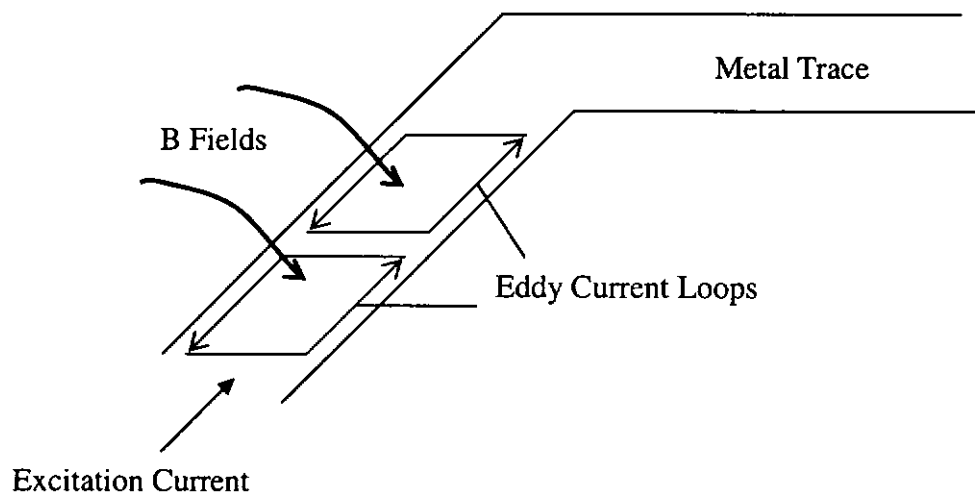 Metal Trace
B Fields
Eddy Current Loops
Excitation Current